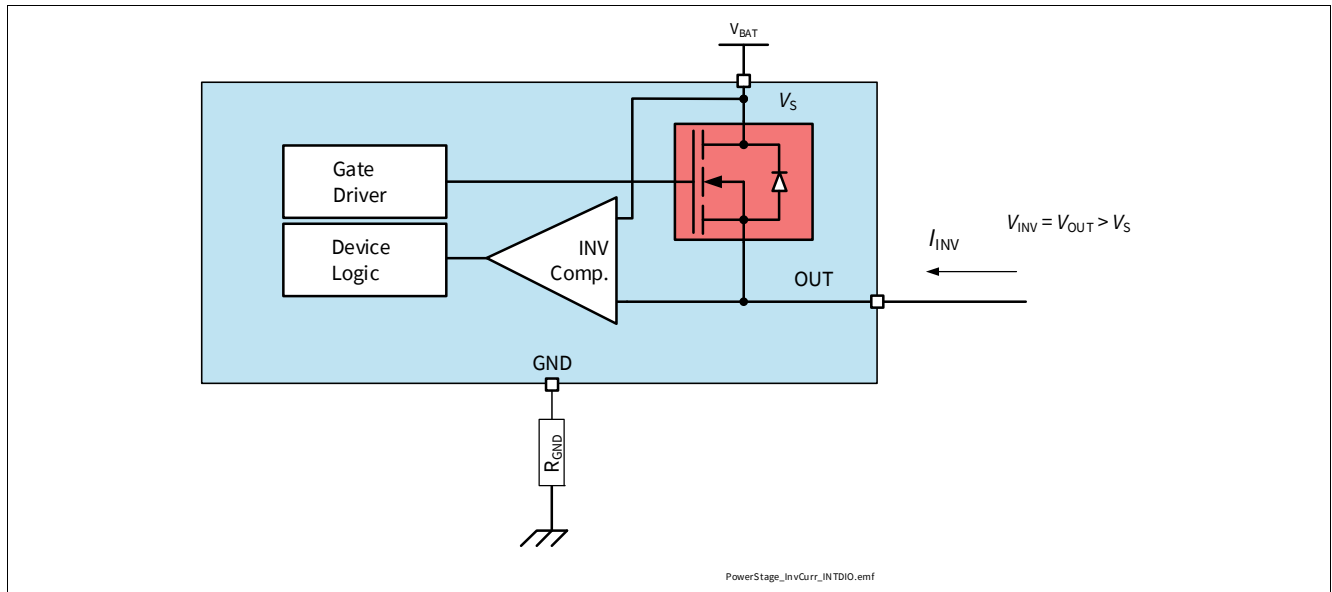 VBAT
VS
Gate
Driver
Device
Logic
INV
Comp.
OUT
IINV
VINV = VOUT > VS
GND
RGND
PowerStage_InvCurr_INTDIO.emf